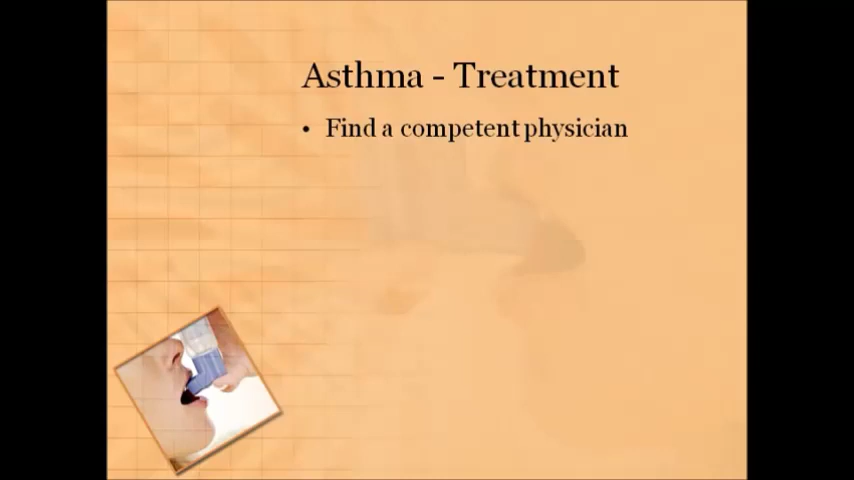 Asthma - Treatment
• Find a competent physician